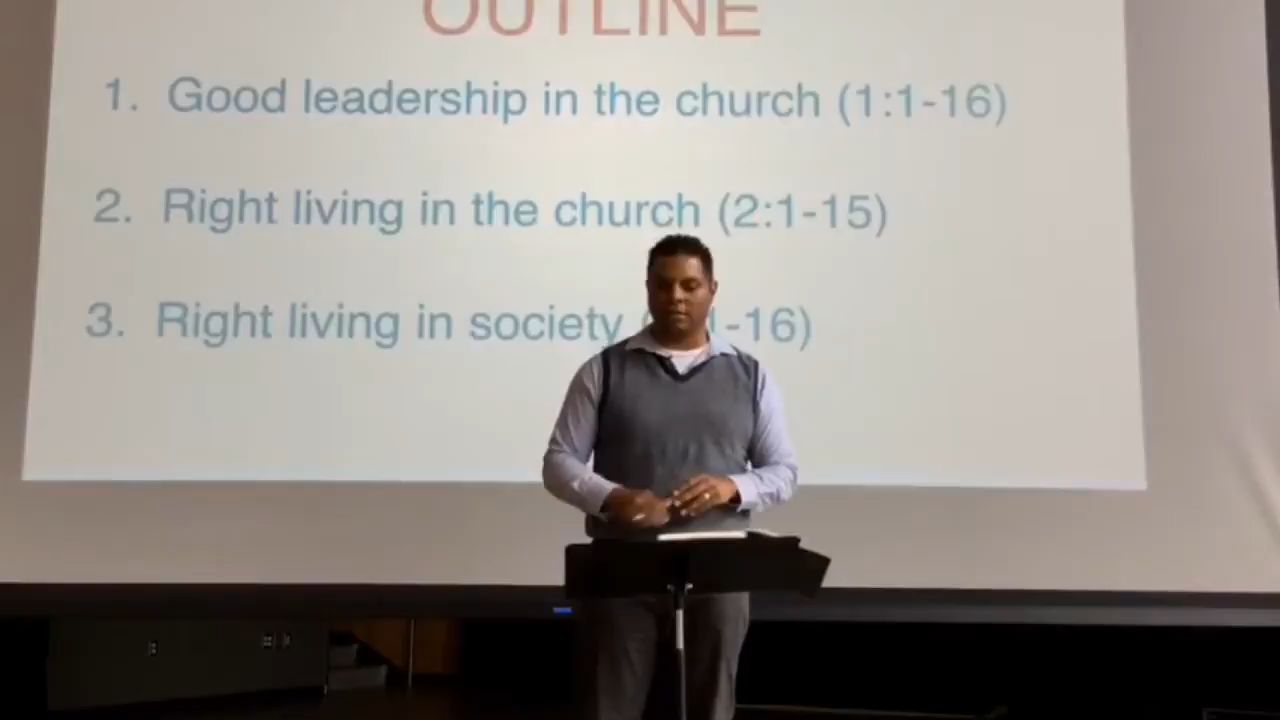 OUTLINE
1. Good leadership in the church (1:1-16)
2. Right living in the church (2:1-15)
3. Right living in society 1-16)